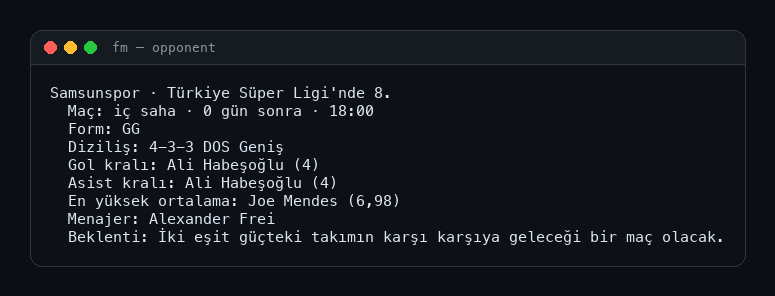 fm — opponent
Samsunspor · Türkiye Süper Ligi'nde 8.
Maç: iç saha · 0 gün sonra · 18:00
Form: GG
Diziliş: 4–3–3 DOS Geniş
Gol kralı: Ali Habeşoğlu (4)
Asist kralı: Ali Habeşoğlu (4)
En yüksek ortalama: Joe Mendes (6,98)
Menajer: Alexander Frei
Beklenti: İki eşit güçteki takımın karşı karşıya geleceği bir maç olacak.